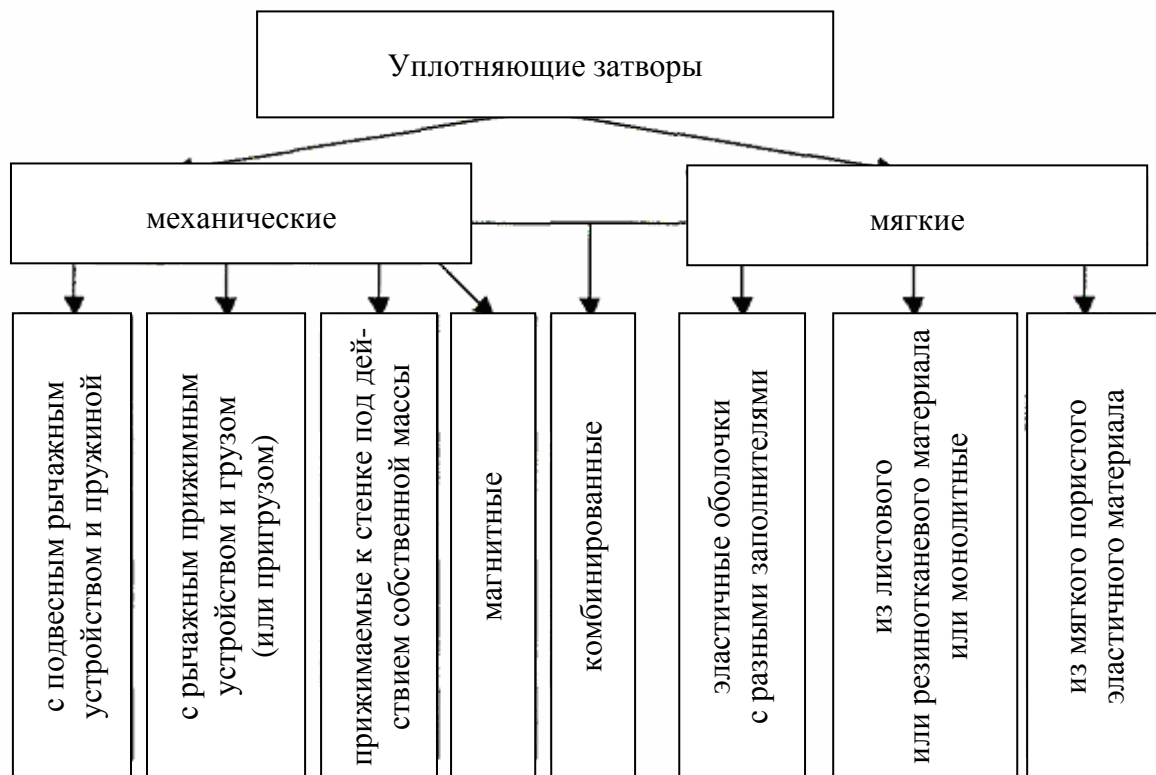 Уплотняющие затворы
механические
мягкие
с подвесным рычажным
устройством и пружиной
с рычажным прижимным
устройством и грузом
(или пригрузом)
прижимаемые к стенке под дей-
ствием собственной массы
магнитные
комбинированные
эластичные оболочки
с разными заполнителями
из листового
или резинотканевого материала
или монолитные
из мягкого пористого
эластичного материала